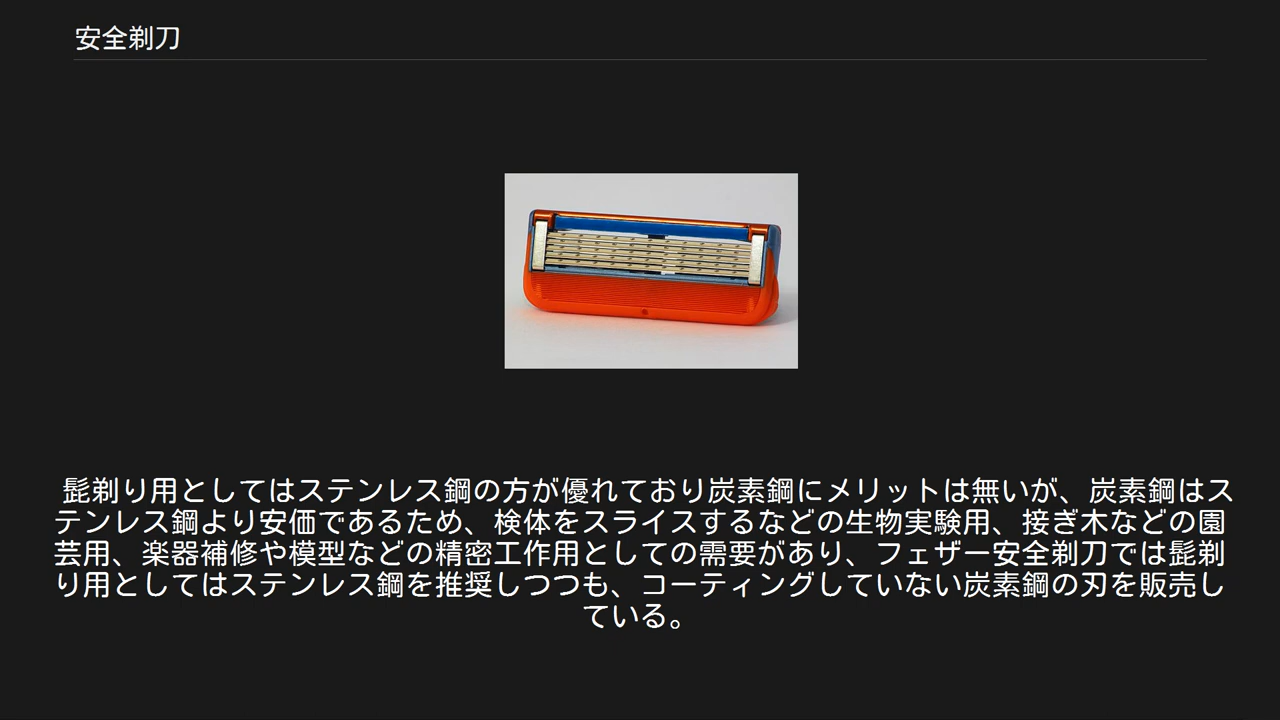 安全剃刀
髭剃り用としてはステンレス鋼の方が優れており炭素鋼にメリットは無いが、炭素鋼はス
テンレス鋼より安価であるため、検体をスライスするなどの生物実験用、接ぎ木などの園
芸用、楽器補修や模型などの精密工作用としての需要があり、フェザー安全剃刀では髭剃
り用としてはステンレス鋼を推奨しつつも、コーティングしていない炭素鋼の刃を販売し
ている。